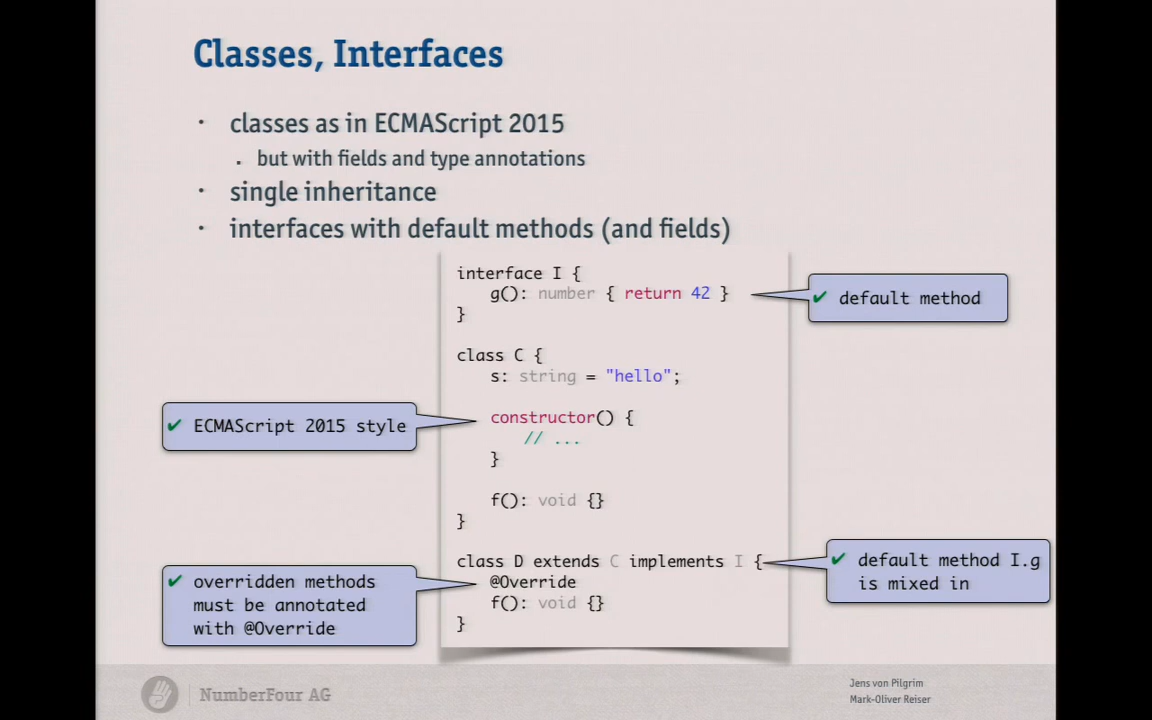 Classes, Interfaces
· classes as in ECMAScript 2015
. but with fields and type annotations
· single inheritance
· interfaces with default methods (and fields)
interface I {
g(): number { return 42 }
}
✔ default method
class C {
s: string = "hello";
constructor() {
// ...
}
✔ ECMAScript 2015 style
f(): void {}
}
class D extends C implements I {
@Override
f(): void {}
}
✔ default method I.g
is mixed in
✔ overridden methods
must be annotated
with @Override
NumberFour AG
Jens von Pilgrim
Mark-Oliver Reiser